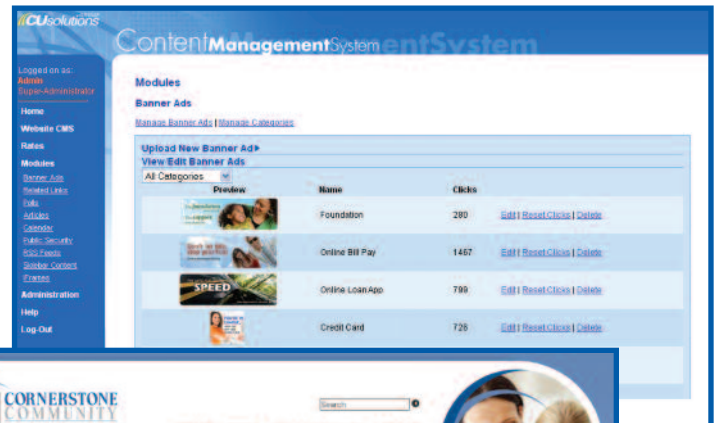 CUsolutions
ContentManagementSystem
Logged on as:
Admin
Super-Administrator
Home
Website CMS
Rates
Modules
Banner Ads
Related Links
Polls
Articles
Calendar
Public Security
RSS Feeds
Sidebar Content
IFrames
Administration
Help
Log-Out
Modules
Banner Ads
Manage Banner Ads | Manage Categories
Upload New Banner Ad
View/Edit Banner Ads
All Categories
Preview Name Clicks
Foundation 280 Edit | Reset Clicks | Delete
Online Bill Pay 1467 Edit | Reset Clicks | Delete
SPEED Online Loan App 799 Edit | Reset Clicks | Delete
Credit Card 726 Edit | Reset Clicks | Delete
CORNERSTONE
COMMUNITY
Search